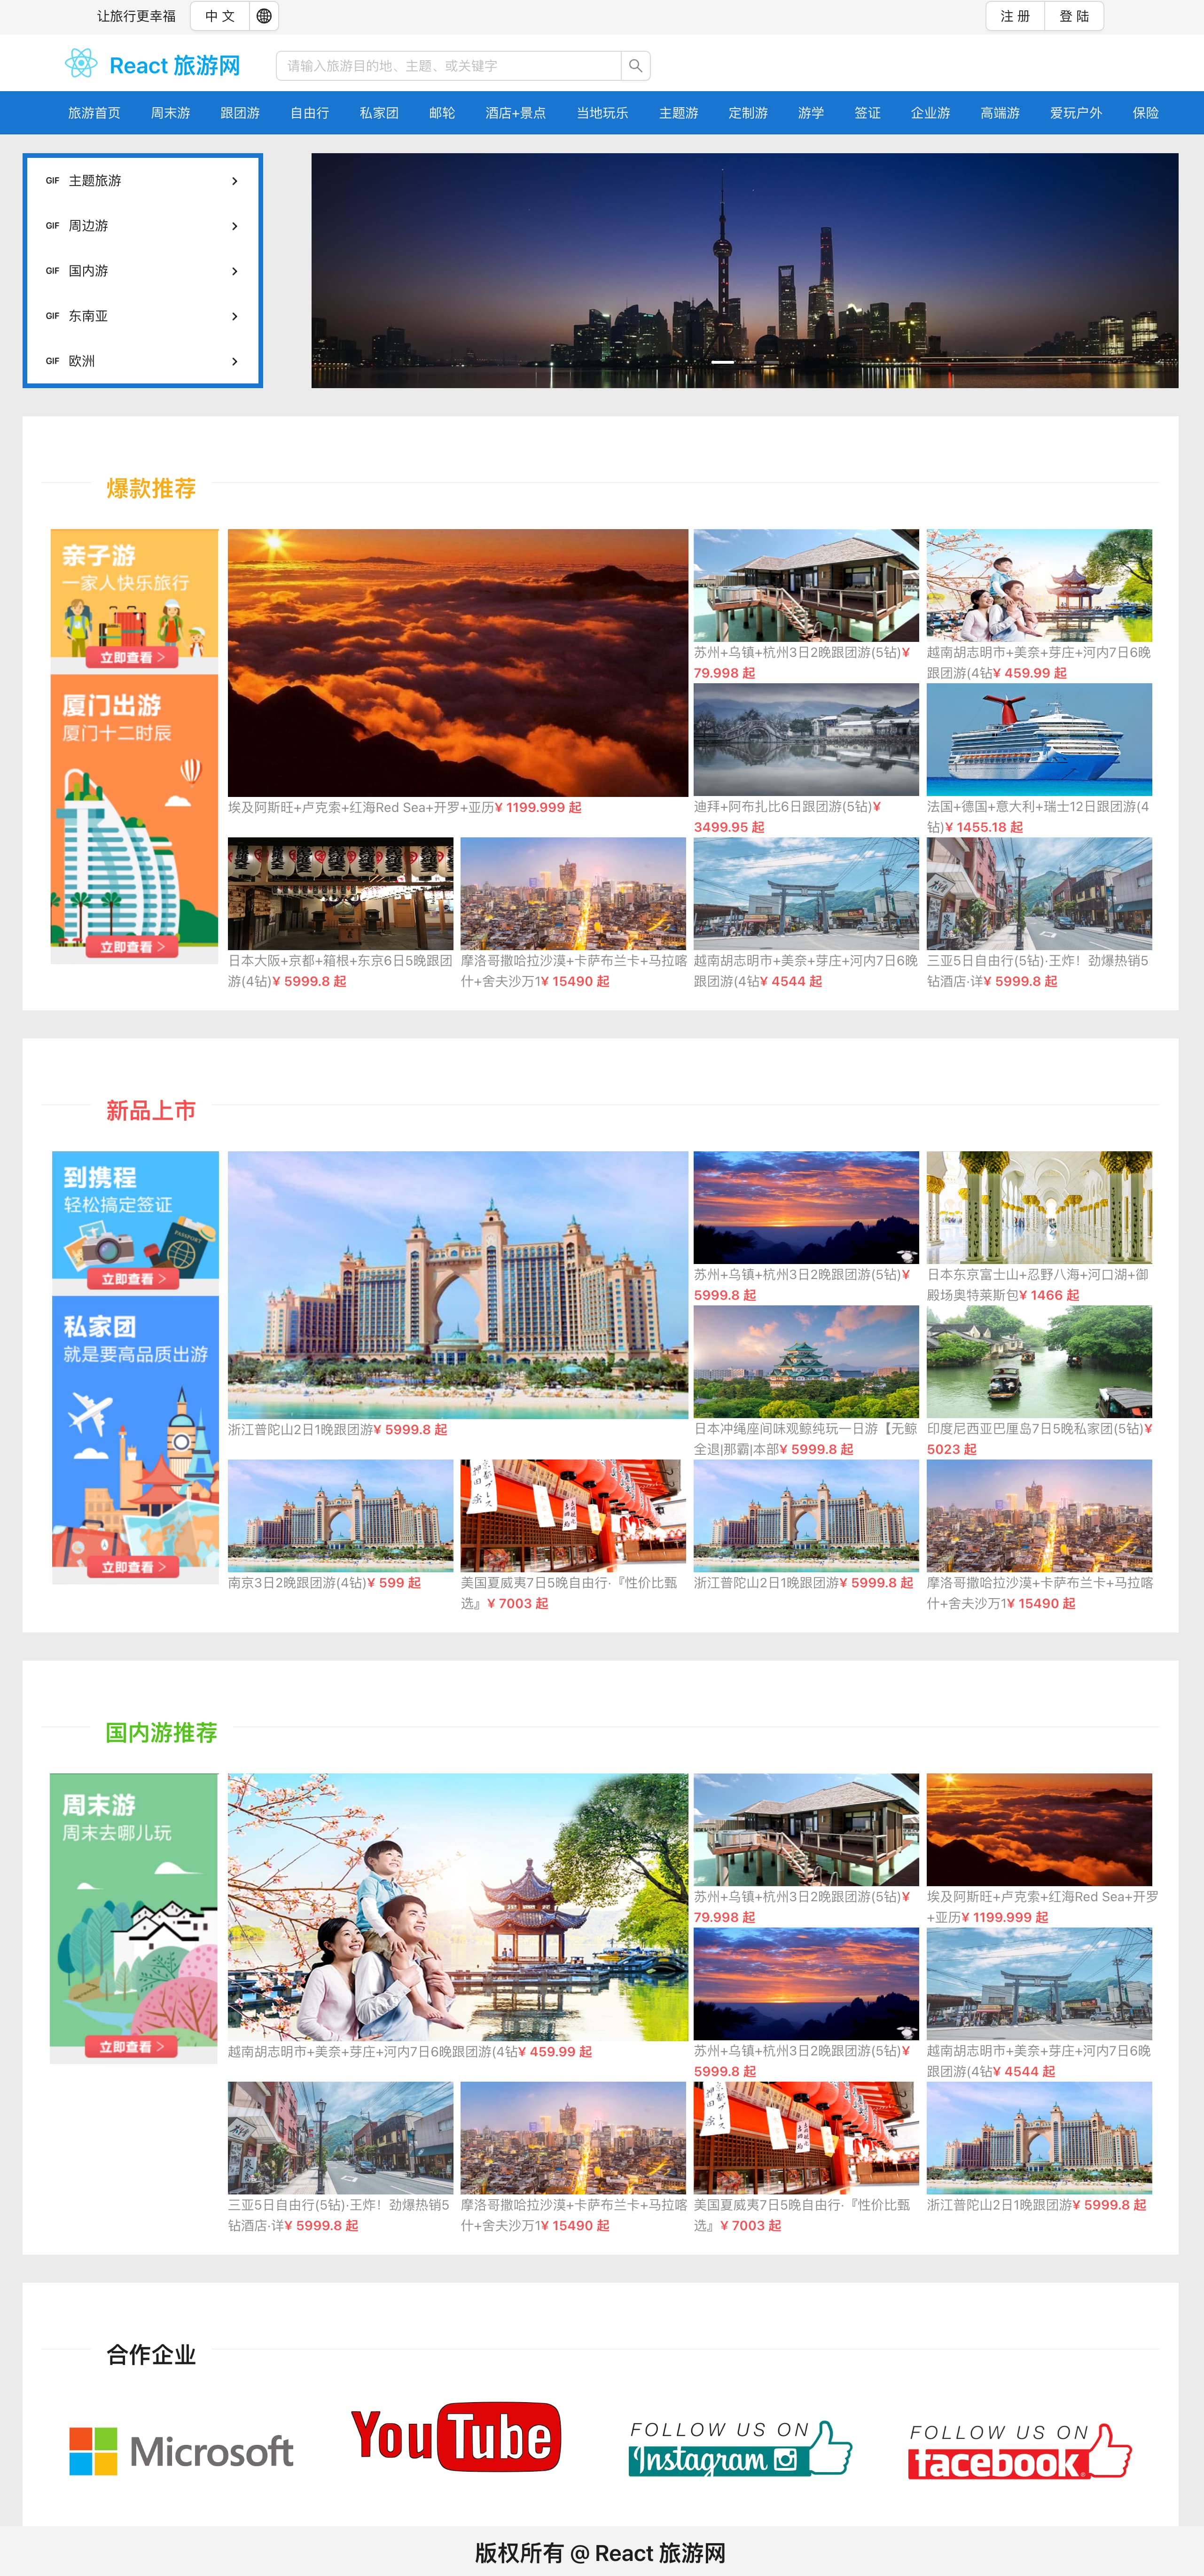 让旅行更幸福
中 文
注 册
登 陆
React 旅游网
请输入旅游目的地、主题、或关键字
旅游首页 周末游 跟团游 自由行 私家团 邮轮 酒店+景点 当地玩乐 主题游 定制游 游学 签证 企业游 高端游 爱玩户外 保险
GIF 主题旅游
GIF 周边游
GIF 国内游
GIF 东南亚
GIF 欧洲
爆款推荐
亲子游
一家人快乐旅行
立即查看 >
厦门出游
厦门十二时辰
立即查看 >
埃及阿斯旺+卢克索+红海Red Sea+开罗+亚历¥ 1199.999 起
苏州+乌镇+杭州3日2晚跟团游(5钻)¥
79.998 起
越南胡志明市+美奈+芽庄+河内7日6晚
跟团游(4钻¥ 459.99 起
迪拜+阿布扎比6日跟团游(5钻)¥
3499.95 起
法国+德国+意大利+瑞士12日跟团游(4
钻)¥ 1455.18 起
日本大阪+京都+箱根+东京6日5晚跟团
游(4钻)¥ 5999.8 起
摩洛哥撒哈拉沙漠+卡萨布兰卡+马拉喀
什+舍夫沙万1¥ 15490 起
越南胡志明市+美奈+芽庄+河内7日6晚
跟团游(4钻¥ 4544 起
三亚5日自由行(5钻)·王炸！劲爆热销5
钻酒店·详¥ 5999.8 起
新品上市
到携程
轻松搞定签证
PASSPORT
立即查看 >
私家团
就是要高品质出游
立即查看 >
浙江普陀山2日1晚跟团游¥ 5999.8 起
苏州+乌镇+杭州3日2晚跟团游(5钻)¥
5999.8 起
日本东京富士山+忍野八海+河口湖+御
殿场奥特莱斯包¥ 1466 起
日本冲绳座间味观鲸纯玩一日游【无鲸
全退|那霸|本部¥ 5999.8 起
印度尼西亚巴厘岛7日5晚私家团(5钻)¥
5023 起
南京3日2晚跟团游(4钻)¥ 599 起
美国夏威夷7日5晚自由行·『性价比甄
选』¥ 7003 起
浙江普陀山2日1晚跟团游¥ 5999.8 起
摩洛哥撒哈拉沙漠+卡萨布兰卡+马拉喀
什+舍夫沙万1¥ 15490 起
国内游推荐
周末游
周末去哪儿玩
立即查看 >
越南胡志明市+美奈+芽庄+河内7日6晚跟团游(4钻¥ 459.99 起
苏州+乌镇+杭州3日2晚跟团游(5钻)¥
79.998 起
埃及阿斯旺+卢克索+红海Red Sea+开罗
+亚历¥ 1199.999 起
苏州+乌镇+杭州3日2晚跟团游(5钻)¥
5999.8 起
越南胡志明市+美奈+芽庄+河内7日6晚
跟团游(4钻¥ 4544 起
三亚5日自由行(5钻)·王炸！劲爆热销5
钻酒店·详¥ 5999.8 起
摩洛哥撒哈拉沙漠+卡萨布兰卡+马拉喀
什+舍夫沙万1¥ 15490 起
美国夏威夷7日5晚自由行·『性价比甄
选』¥ 7003 起
浙江普陀山2日1晚跟团游¥ 5999.8 起
合作企业
Microsoft
YouTube
FOLLOW US ON
Instagram
FOLLOW US ON
facebook
版权所有 @ React 旅游网